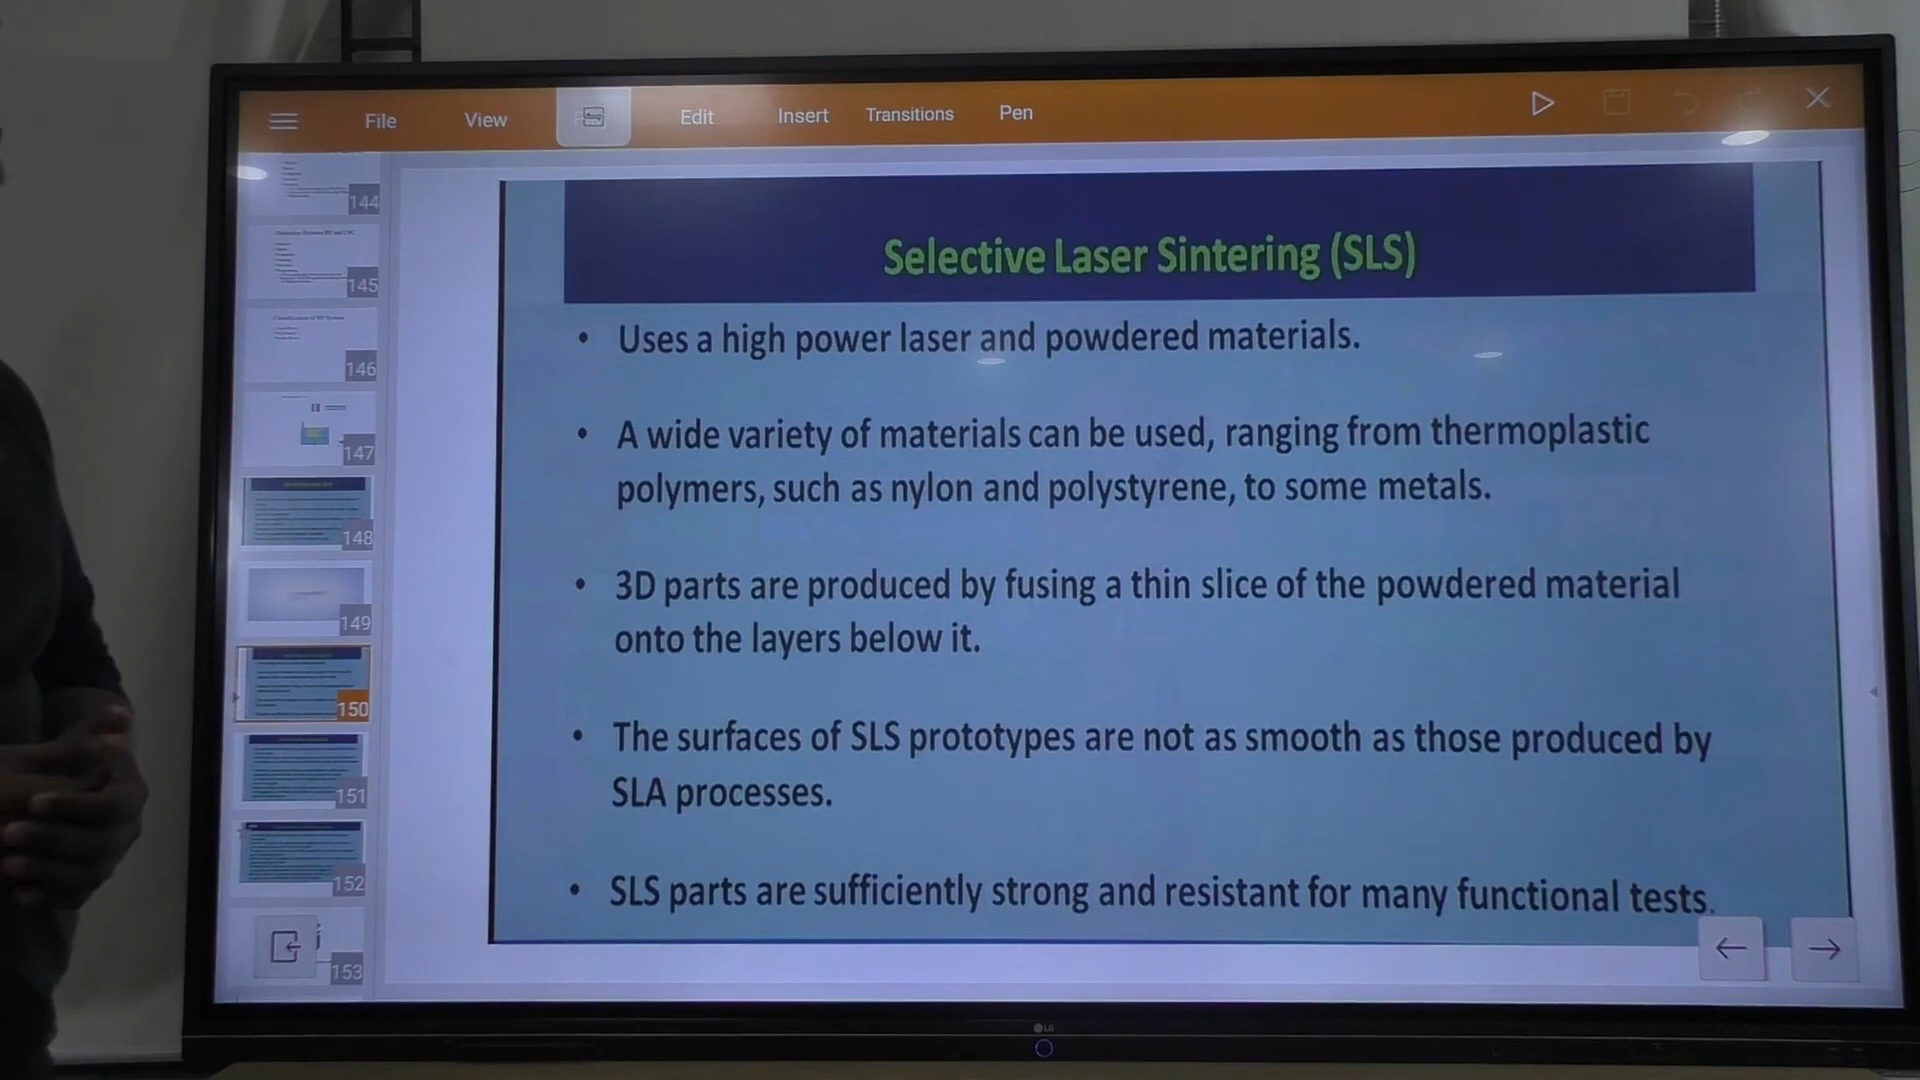 File View Edit Insert Transitions Pen
144
145
146
147
148
149
150
151
152
153
Selective Laser Sintering (SLS)
• Uses a high power laser and powdered materials.
• A wide variety of materials can be used, ranging from thermoplastic
polymers, such as nylon and polystyrene, to some metals.
• 3D parts are produced by fusing a thin slice of the powdered material
onto the layers below it.
• The surfaces of SLS prototypes are not as smooth as those produced by
SLA processes.
• SLS parts are sufficiently strong and resistant for many functional tests.
LG